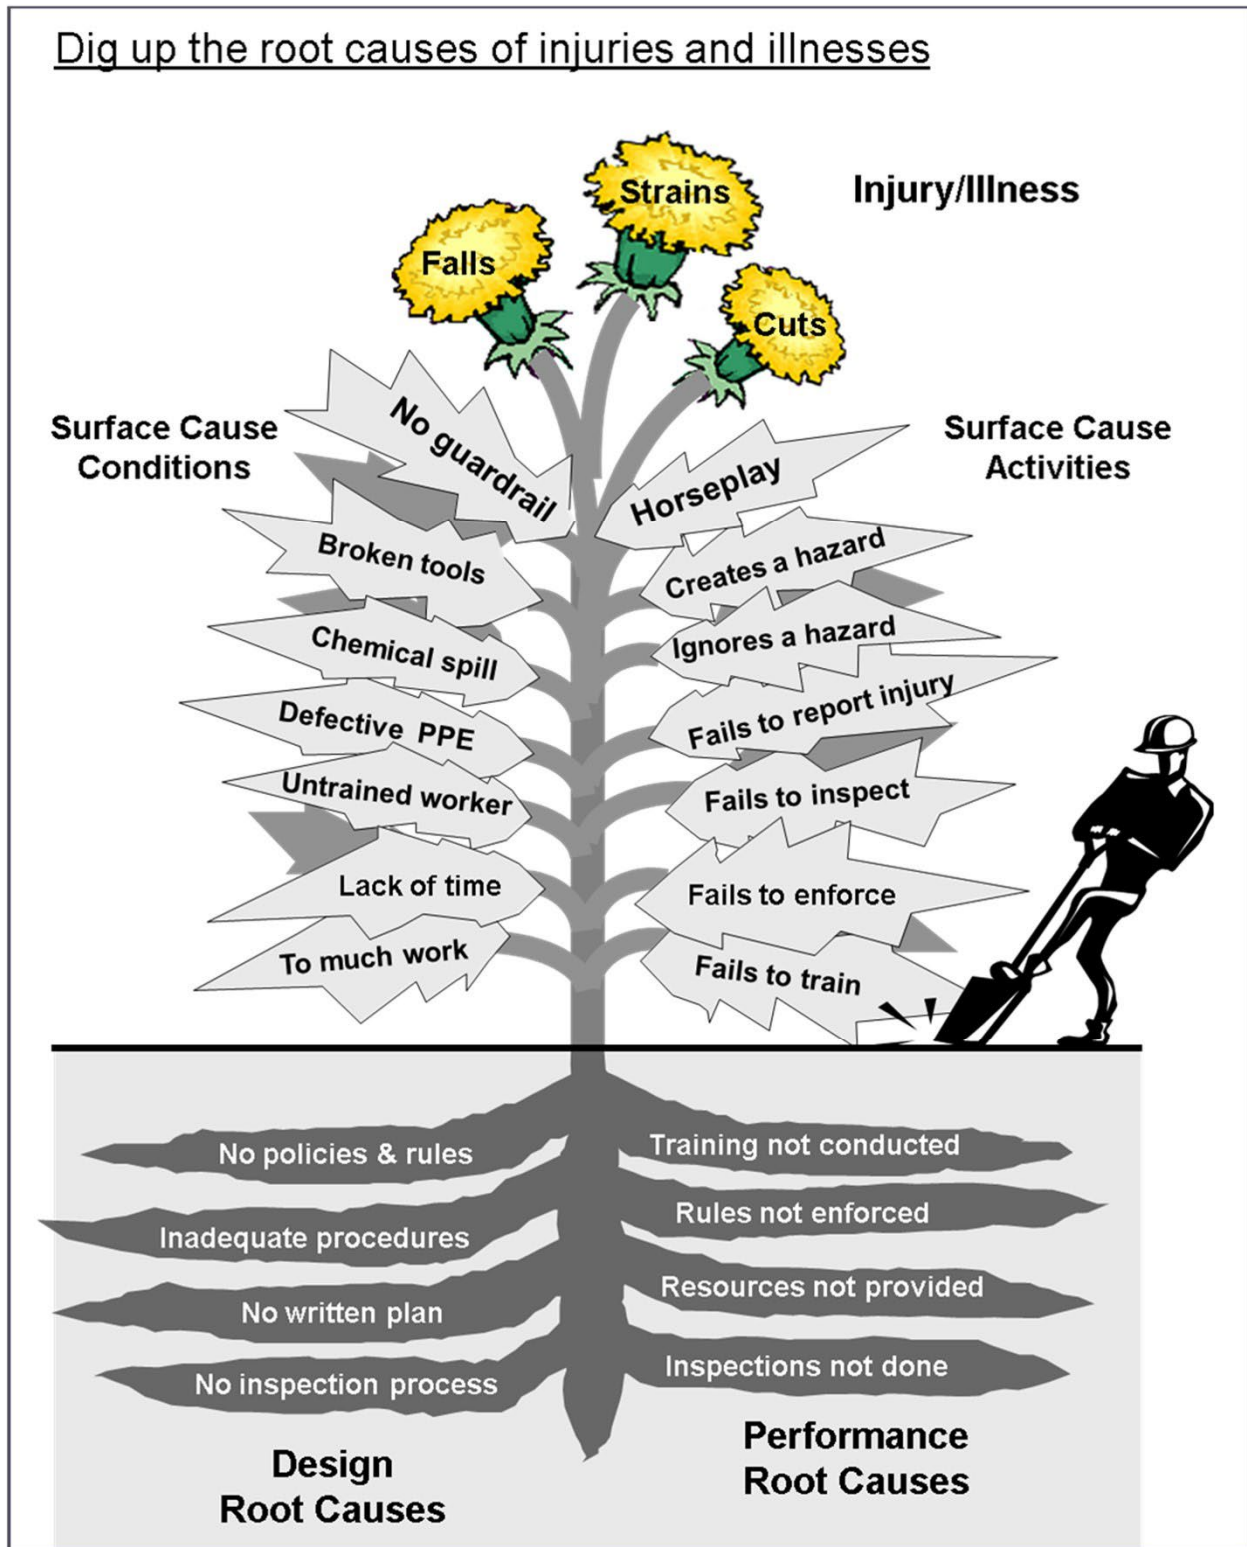 Dig up the root causes of injuries and illnesses
Strains
Injury/Illness
Falls
Cuts
Surface Cause
Conditions
Surface Cause
Activities
No guardrail
Broken tools
Chemical spill
Defective PPE
Untrained worker
Lack of time
To much work
Horseplay
Creates a hazard
Ignores a hazard
Fails to report injury
Fails to inspect
Fails to enforce
Fails to train
No policies & rules
Inadequate procedures
No written plan
No inspection process
Design
Root Causes
Training not conducted
Rules not enforced
Resources not provided
Inspections not done
Performance
Root Causes